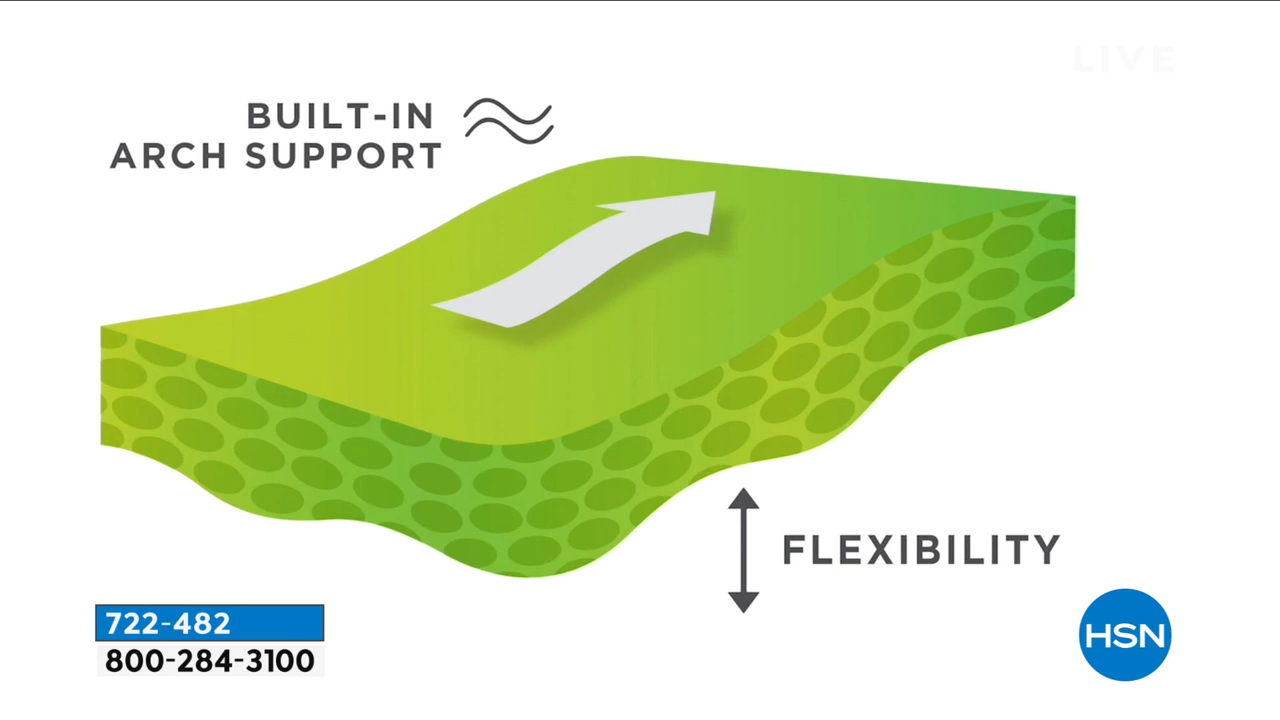 LIVE
BUILT-IN
ARCH SUPPORT
FLEXIBILITY
722-482
800-284-3100
HSN